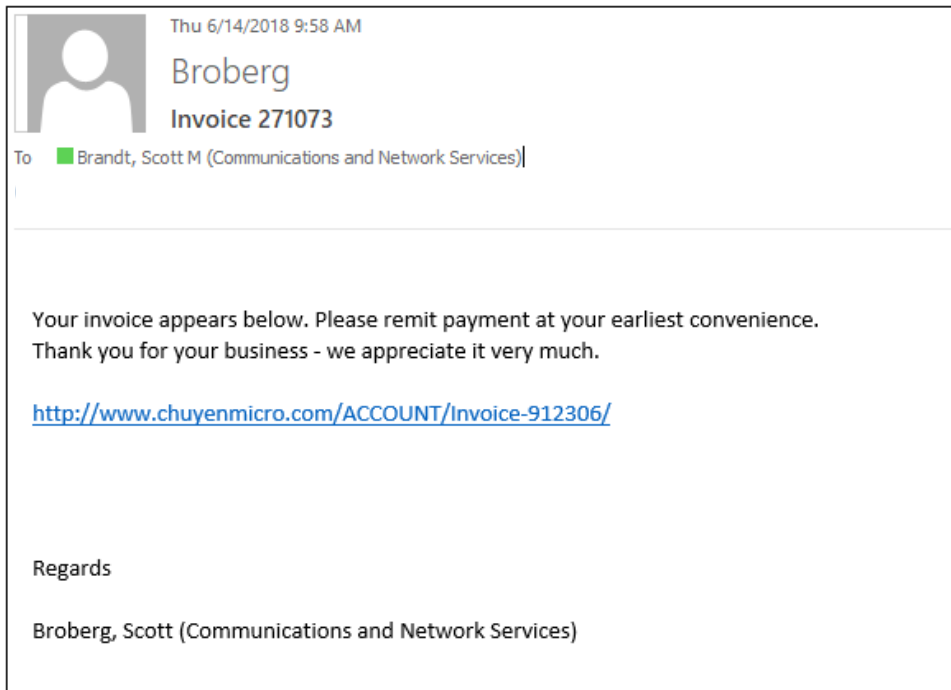 Thu 6/14/2018 9:58 AM
Broberg
Invoice 271073
To Brandt, Scott M (Communications and Network Services)
Your invoice appears below. Please remit payment at your earliest convenience.
Thank you for your business - we appreciate it very much.
http://www.chuyenmicro.com/ACCOUNT/Invoice-912306/
Regards
Broberg, Scott (Communications and Network Services)